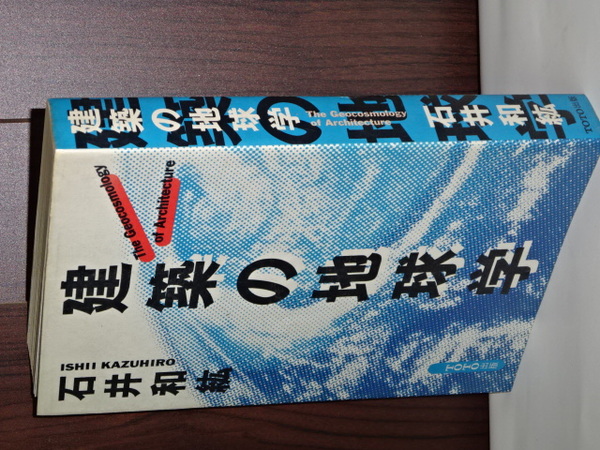 建築の地球学
The Geocosmology
of Architecture
石井和紘
TOTO出版
The Geocosmology
of Architecture
建築の地球学
ISHII KAZUHIRO
石井和紘
TOTO出版